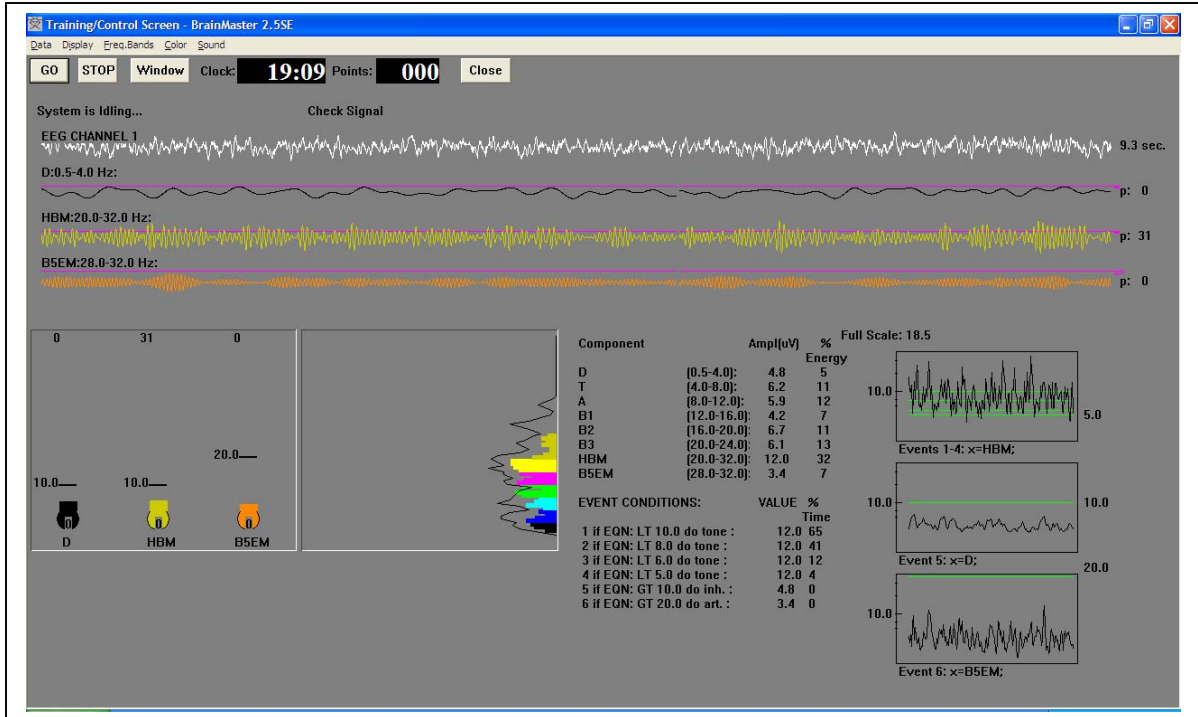 Training/Control Screen - BrainMaster 2.5SE
Data Display Freq.Bands Color Sound
GO STOP Window Clock: 19:09 Points: 000 Close
System is Idling... Check Signal
EEG CHANNEL 1
9.3 sec.
D:0.5-4.0 Hz:
p: 0
HBM:20.0-32.0 Hz:
p: 31
B5EM:28.0-32.0 Hz:
p: 0
0 31 0
20.0
10.0 10.0
0 0 0
D HBM B5EM
Component Ampl(uV) % Energy
D (0.5-4.0): 4.8 5
T (4.0-8.0): 6.2 11
A (8.0-12.0): 5.9 12
B1 (12.0-16.0): 4.2 7
B2 (16.0-20.0): 6.7 11
B3 (20.0-24.0): 6.1 13
HBM (20.0-32.0): 12.0 32
B5EM (28.0-32.0): 3.4 7
EVENT CONDITIONS: VALUE % Time
1 if EQN: LT 10.0 do tone : 12.0 65
2 if EQN: LT 8.0 do tone : 12.0 41
3 if EQN: LT 6.0 do tone : 12.0 12
4 if EQN: LT 5.0 do tone : 12.0 4
5 if EQN: GT 10.0 do inh. : 4.8 0
6 if EQN: GT 20.0 do art. : 3.4 0
Full Scale: 18.5
10.0
5.0
Events 1-4: x=HBM;
10.0 10.0
Event 5: x=D;
20.0
10.0
Event 6: x=B5EM;